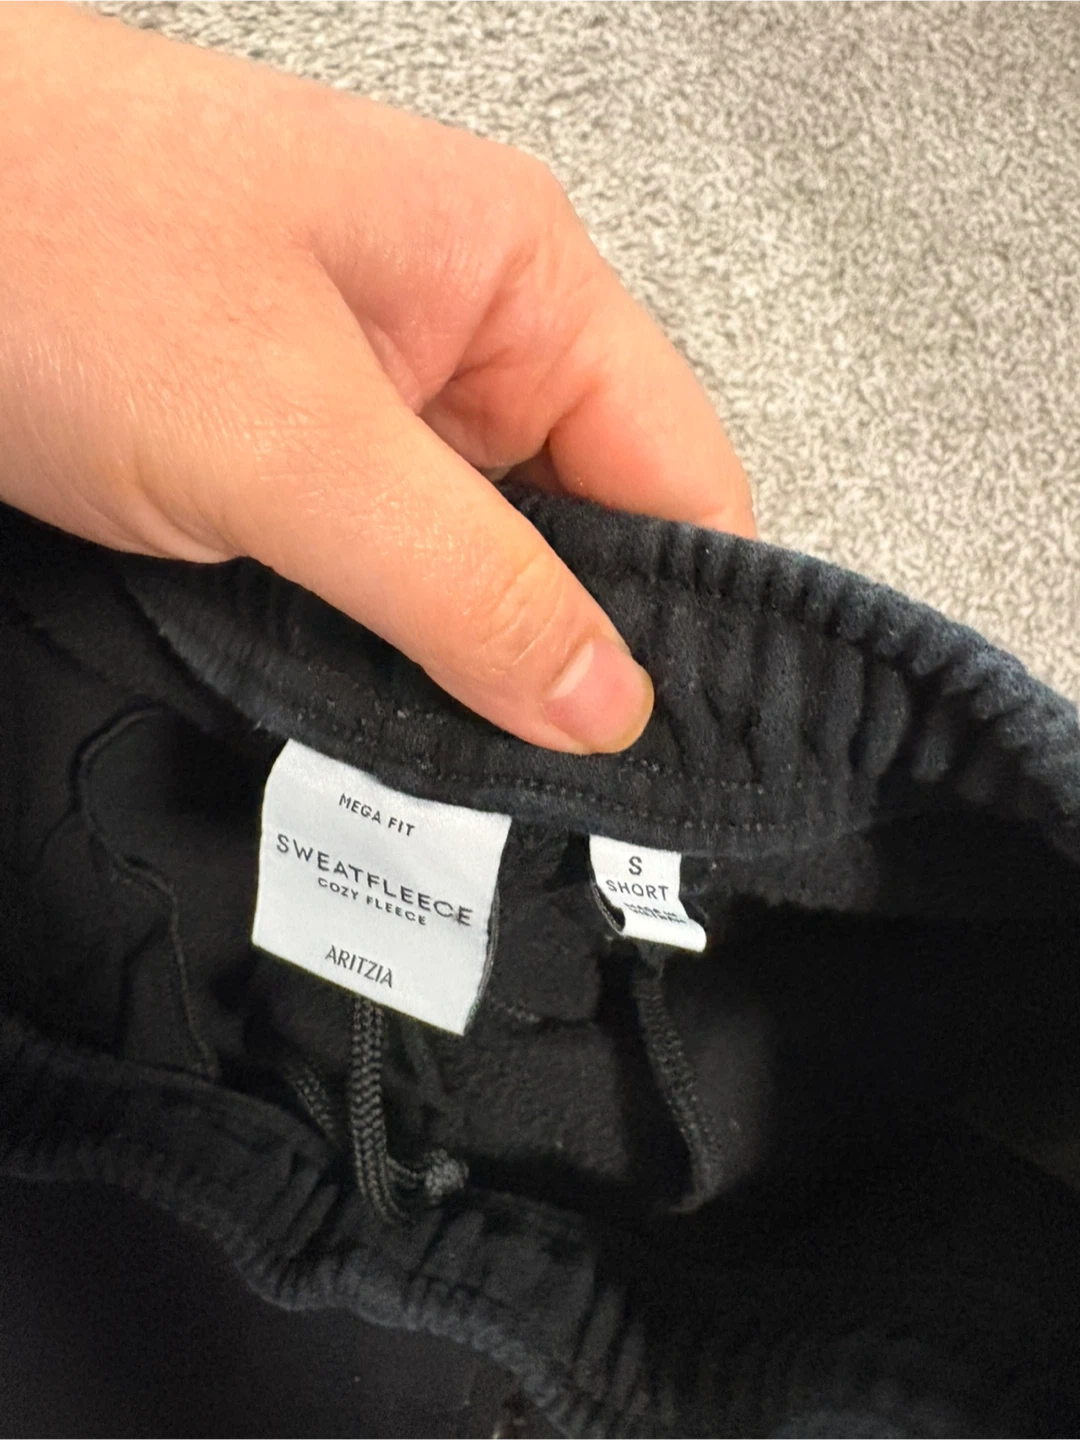 MEGA FIT
SWEATFLEECE
COZY FLEECE
ARITZIA
S
SHORT